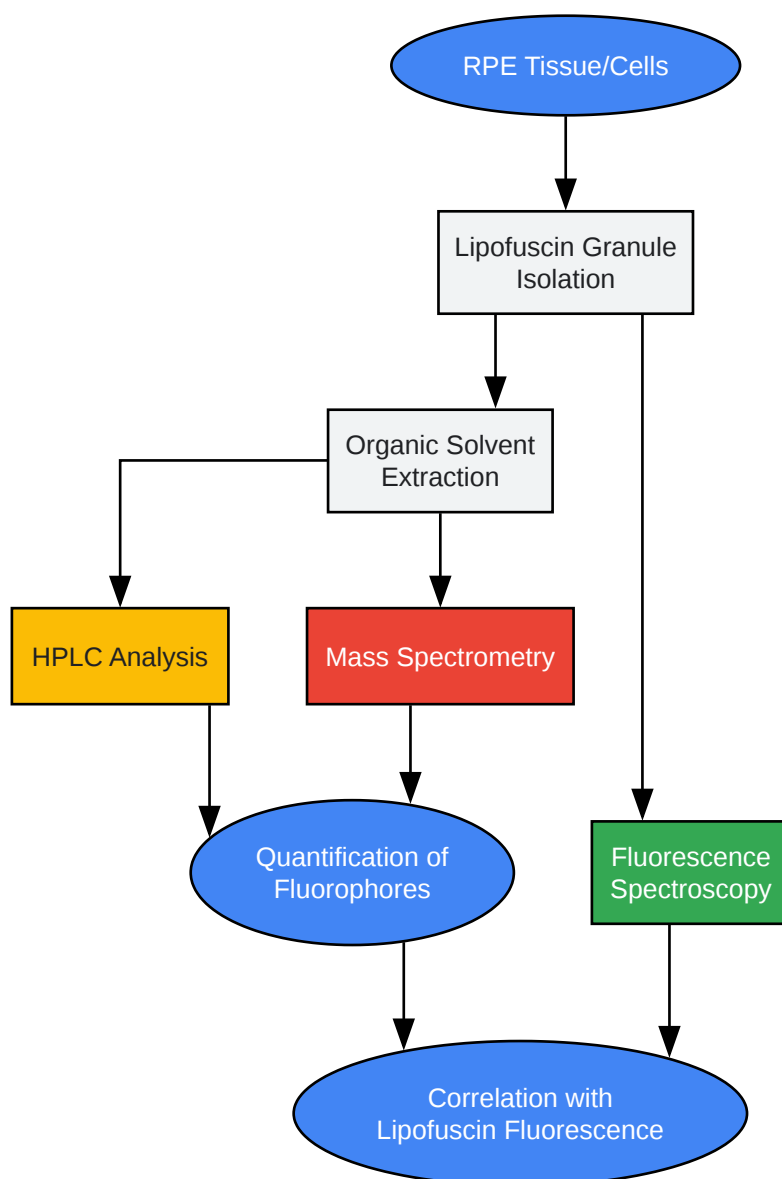 RPE Tissue/Cells
Lipofuscin Granule
Isolation
Organic Solvent
Extraction
HPLC Analysis
Mass Spectrometry
Quantification of
Fluorophores
Fluorescence
Spectroscopy
Correlation with
Lipofuscin Fluorescence